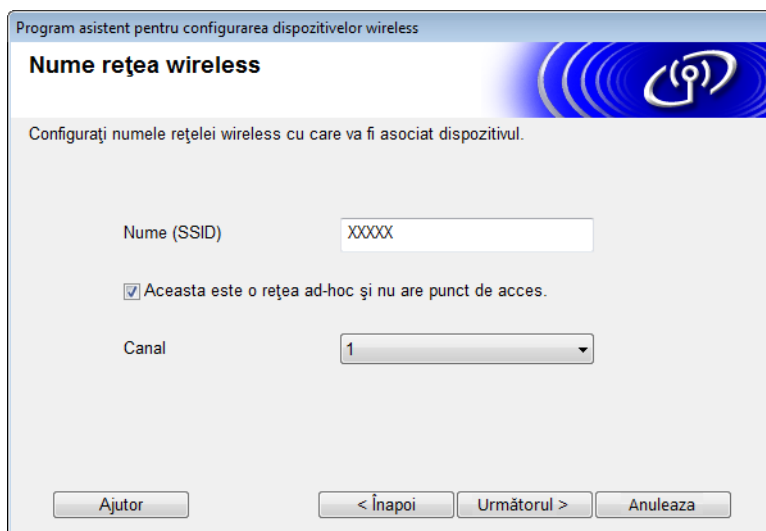 Program asistent pentru configurarea dispozitivelor wireless
Nume reţea wireless
Configuraţi numele reţelei wireless cu care va fi asociat dispozitivul.
Nume (SSID) XXXXX
Aceasta este o reţea ad-hoc şi nu are punct de acces.
Canal 1
Ajutor < Înapoi Următorul > Anuleaza